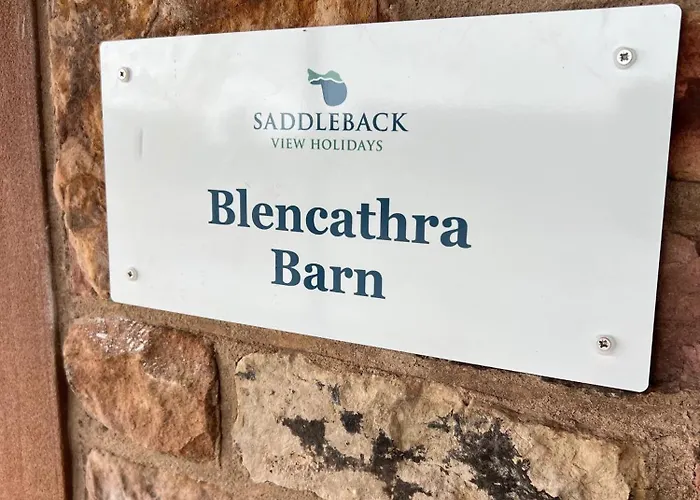 SADDLEBACK
VIEW HOLIDAYS
Blencathra
Barn